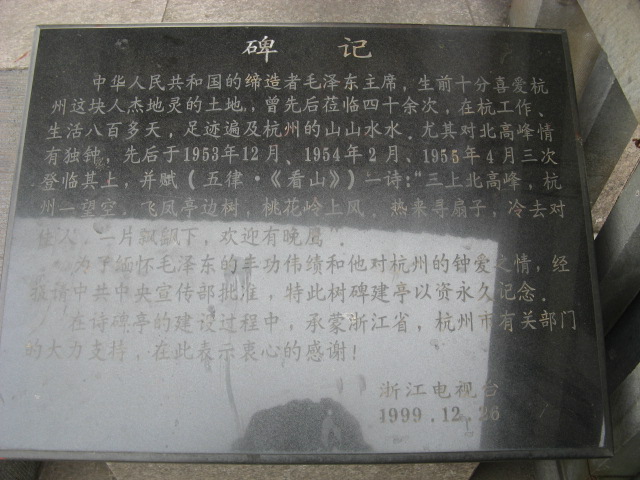 碑 记
中华人民共和国的缔造者毛泽东主席，生前十分喜爱杭
州这块人杰地灵的土地，曾先后莅临四十余次，在杭工作、
生活八百多天，足迹遍及杭州的山山水水．尤其对北高峰情
有独钟，先后于1953年12月、1954年2月、1955年4月三次
登临其上，并赋（五律·《看山》）一诗：“三上北高峰，杭
州一望空，飞凤亭边树，桃花岭上风，热来寻扇子，冷去对
佳人，一片飘飘下，欢迎有晚鹰”．
为了缅怀毛泽东的丰功伟绩和他对杭州的钟爱之情，经
报请中共中央宣传部批准，特此树碑建亭以资永久记念．
在诗碑亭的建设过程中，承蒙浙江省，杭州市有关部门
的大力支持，在此表示衷心的感谢！
浙江电视台
1999.12.26